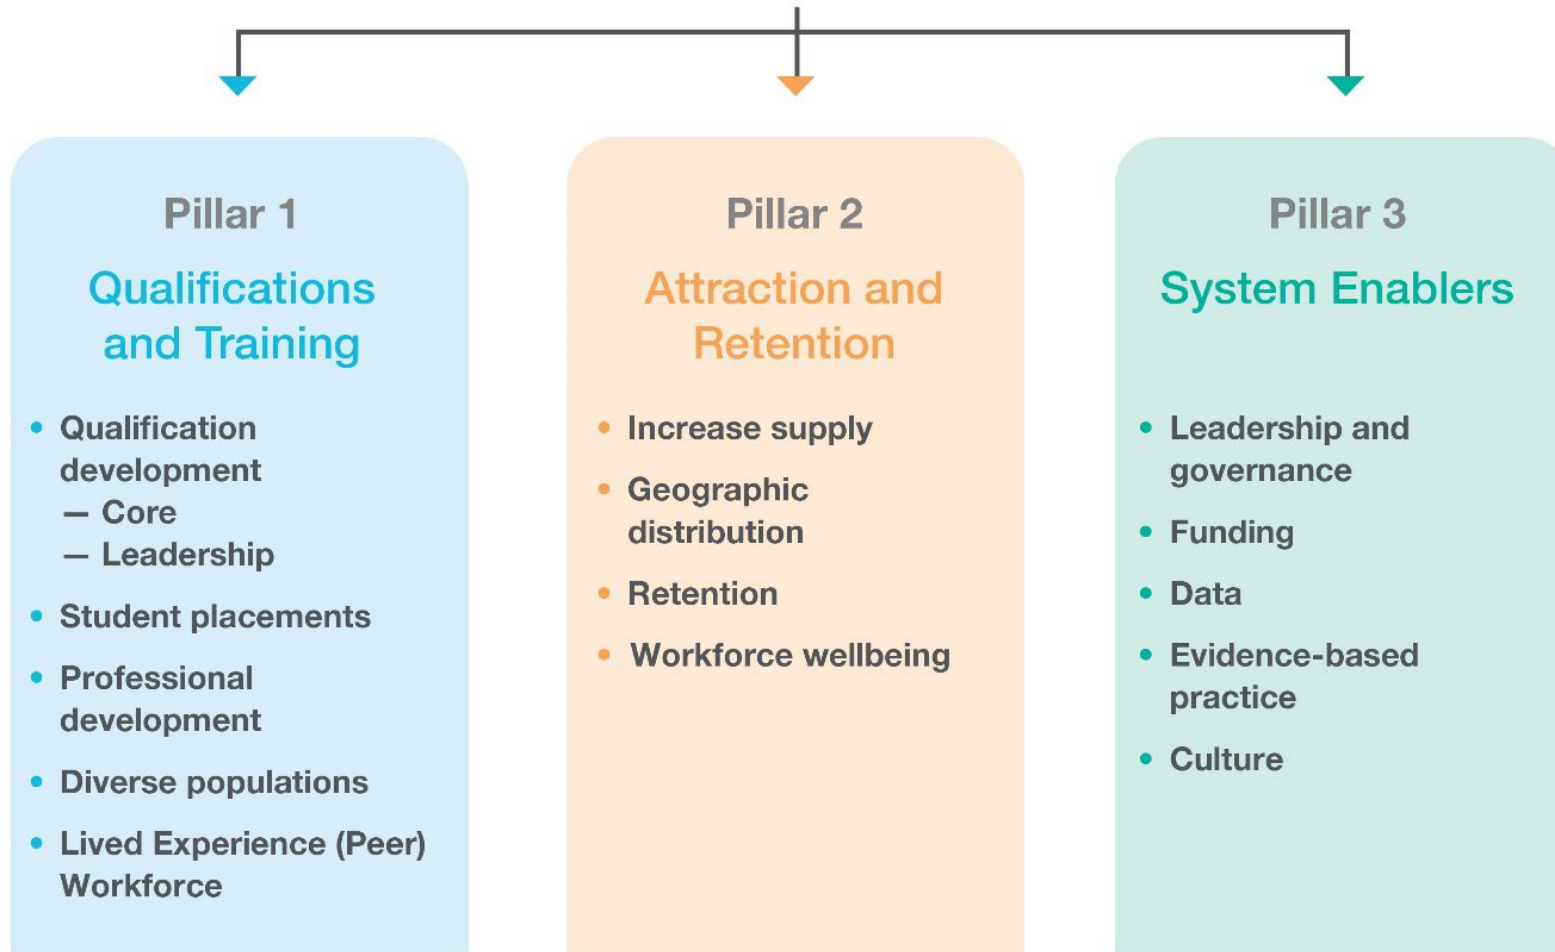 Pillar 1
Qualifications
and Training
• Qualification
development
— Core
— Leadership
• Student placements
• Professional
development
• Diverse populations
• Lived Experience (Peer)
Workforce
Pillar 2
Attraction and
Retention
• Increase supply
• Geographic
distribution
• Retention
• Workforce wellbeing
Pillar 3
System Enablers
• Leadership and
governance
• Funding
• Data
• Evidence-based
practice
• Culture